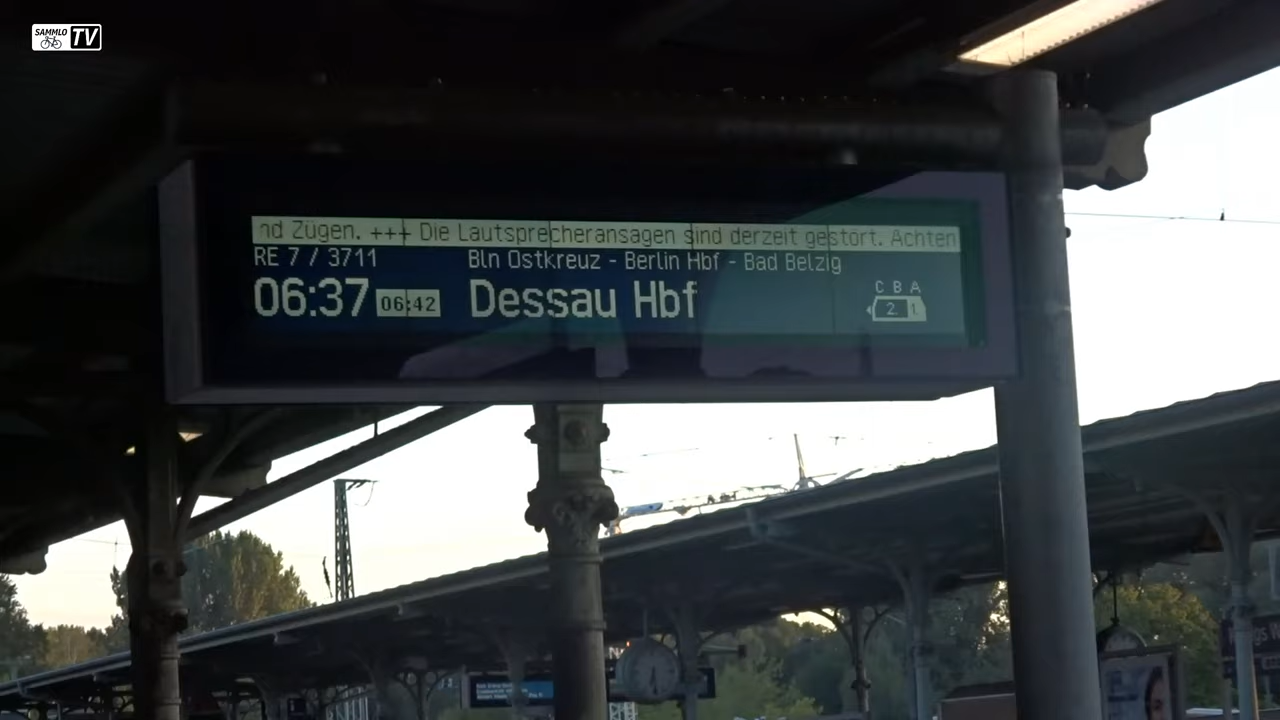 SAMMLO TV
nd Zügen. +++ Die Lautsprecheransagen sind derzeit gestört. Achten
RE 7 / 3711 Bln Ostkreuz - Berlin Hbf - Bad Belzig
06:37 06:42 Dessau Hbf
C B A
2. 1.